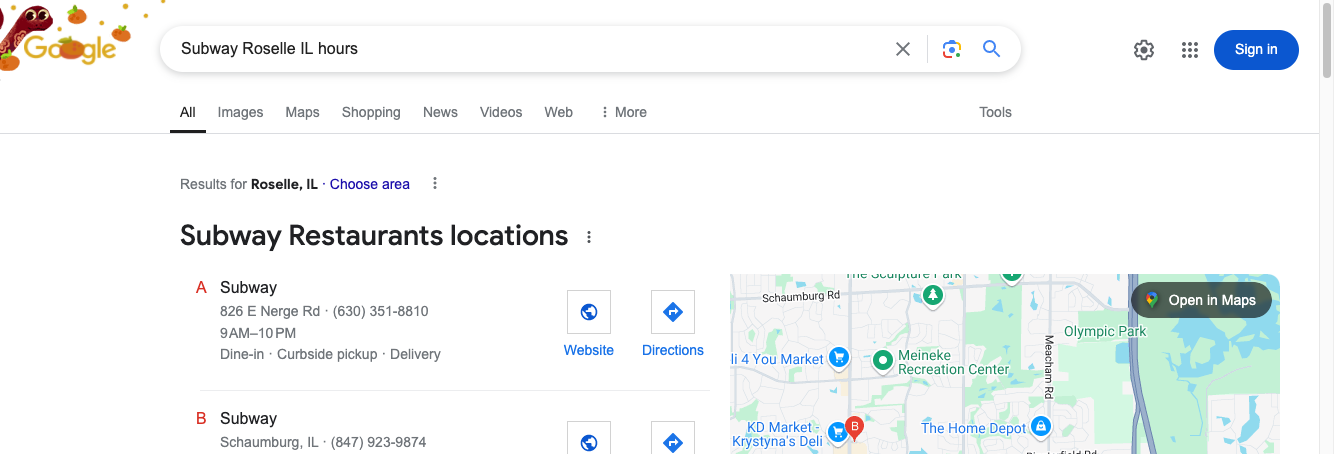 Google
Subway Roselle IL hours
Sign in
All
Images
Maps
Shopping
News
Videos
Web
More
Tools
Results for Roselle, IL · Choose area
Subway Restaurants locations
A Subway
826 E Nerge Rd · (630) 351-8810
9 AM–10 PM
Dine-in · Curbside pickup · Delivery
Website
Directions
B Subway
Schaumburg, IL · (847) 923-9874
The Sculpture Park
Schaumburg Rd
Open in Maps
Olympic Park
li 4 You Market
Meineke
Recreation Center
Meacham Rd
KD Market -
Krystyna's Deli
B
The Home Depot